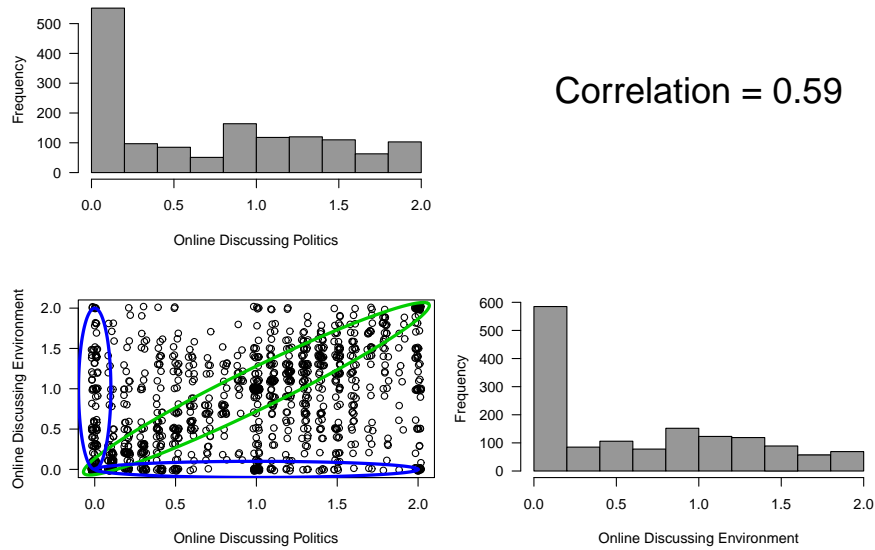 500
400
300
200
100
0
Frequency
0.0 0.5 1.0 1.5 2.0
Online Discussing Politics
Correlation = 0.59
2.0
1.5
1.0
0.5
0.0
Online Discussing Environment
0.0 0.5 1.0 1.5 2.0
Online Discussing Politics
600
500
400
300
200
100
0
Frequency
0.0 0.5 1.0 1.5 2.0
Online Discussing Environment